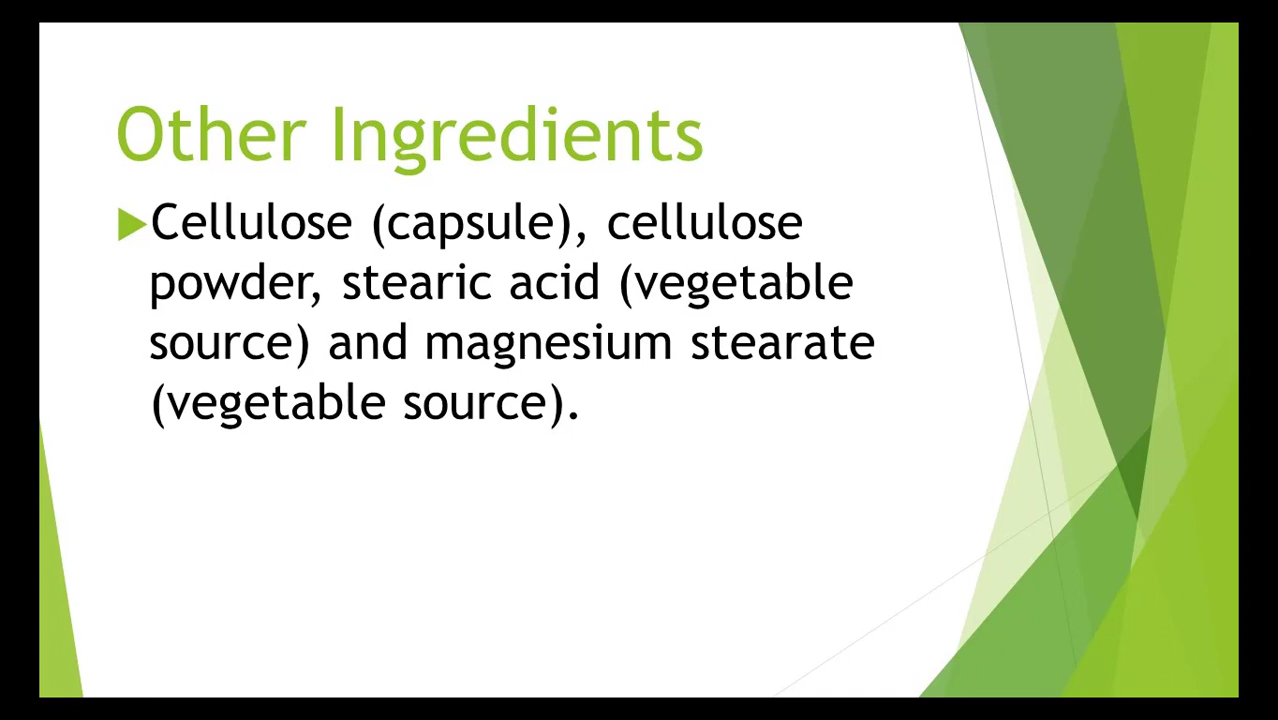 Other Ingredients
Cellulose (capsule), cellulose
powder, stearic acid (vegetable
source) and magnesium stearate
(vegetable source).